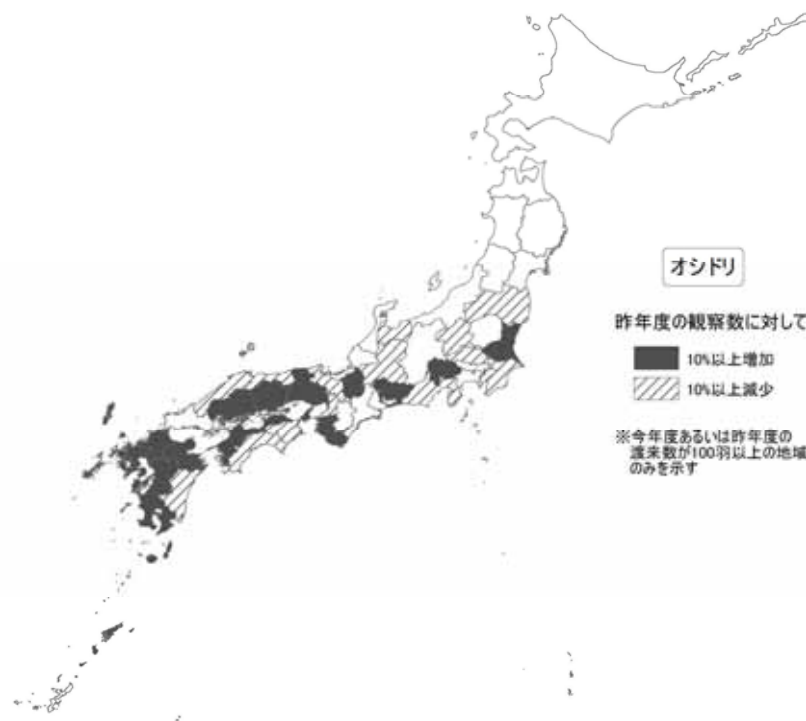 オシドリ
昨年度の観察数に対して
10%以上増加
10%以上減少
※今年度あるいは昨年度の
渡来数が100羽以上の地域
のみを示す